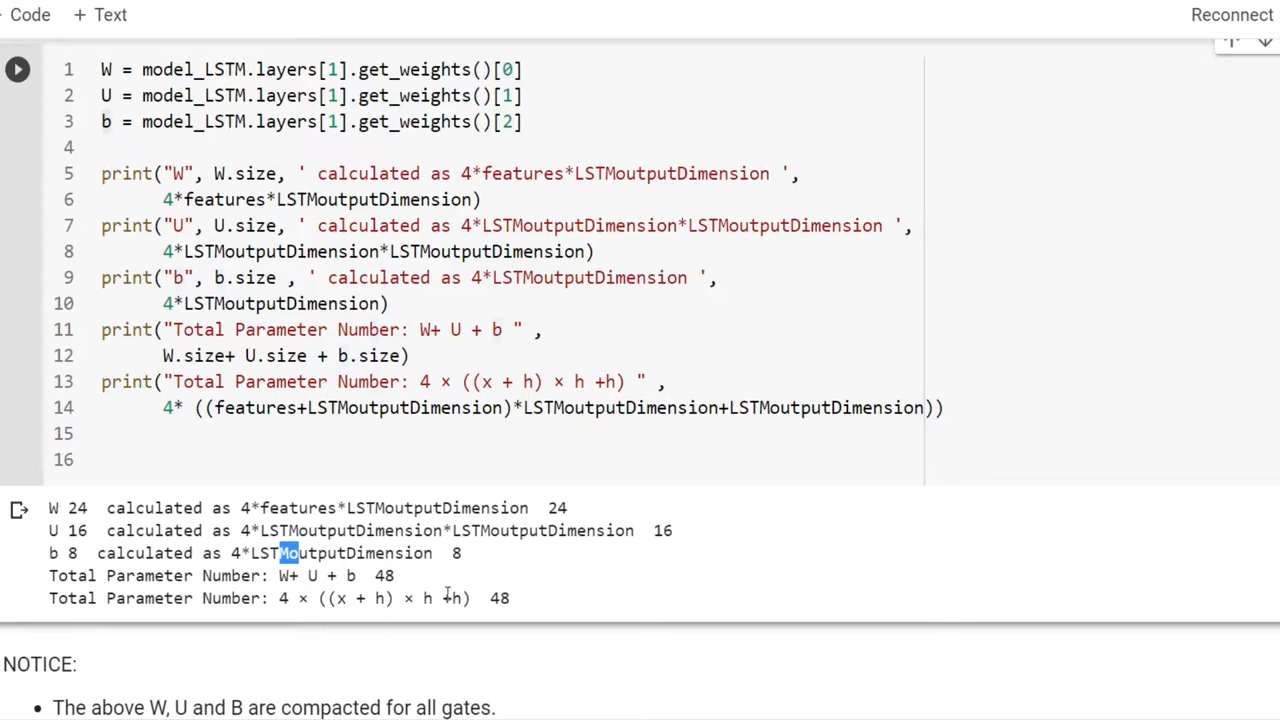 Code + Text Reconnect
1 W = model_LSTM.layers[1].get_weights()[0]
2 U = model_LSTM.layers[1].get_weights()[1]
3 b = model_LSTM.layers[1].get_weights()[2]
4
5 print("W", W.size, ' calculated as 4*features*LSTMoutputDimension ',
6 4*features*LSTMoutputDimension)
7 print("U", U.size, ' calculated as 4*LSTMoutputDimension*LSTMoutputDimension ',
8 4*LSTMoutputDimension*LSTMoutputDimension)
9 print("b", b.size , ' calculated as 4*LSTMoutputDimension ',
10 4*LSTMoutputDimension)
11 print("Total Parameter Number: W+ U + b " ,
12 W.size+ U.size + b.size)
13 print("Total Parameter Number: 4 × ((x + h) × h +h) " ,
14 4* ((features+LSTMoutputDimension)*LSTMoutputDimension+LSTMoutputDimension))
15
16
W 24 calculated as 4*features*LSTMoutputDimension 24
U 16 calculated as 4*LSTMoutputDimension*LSTMoutputDimension 16
b 8 calculated as 4*LSTMoutputDimension 8
Total Parameter Number: W+ U + b 48
Total Parameter Number: 4 × ((x + h) × h +h) 48
NOTICE:
• The above W, U and B are compacted for all gates.